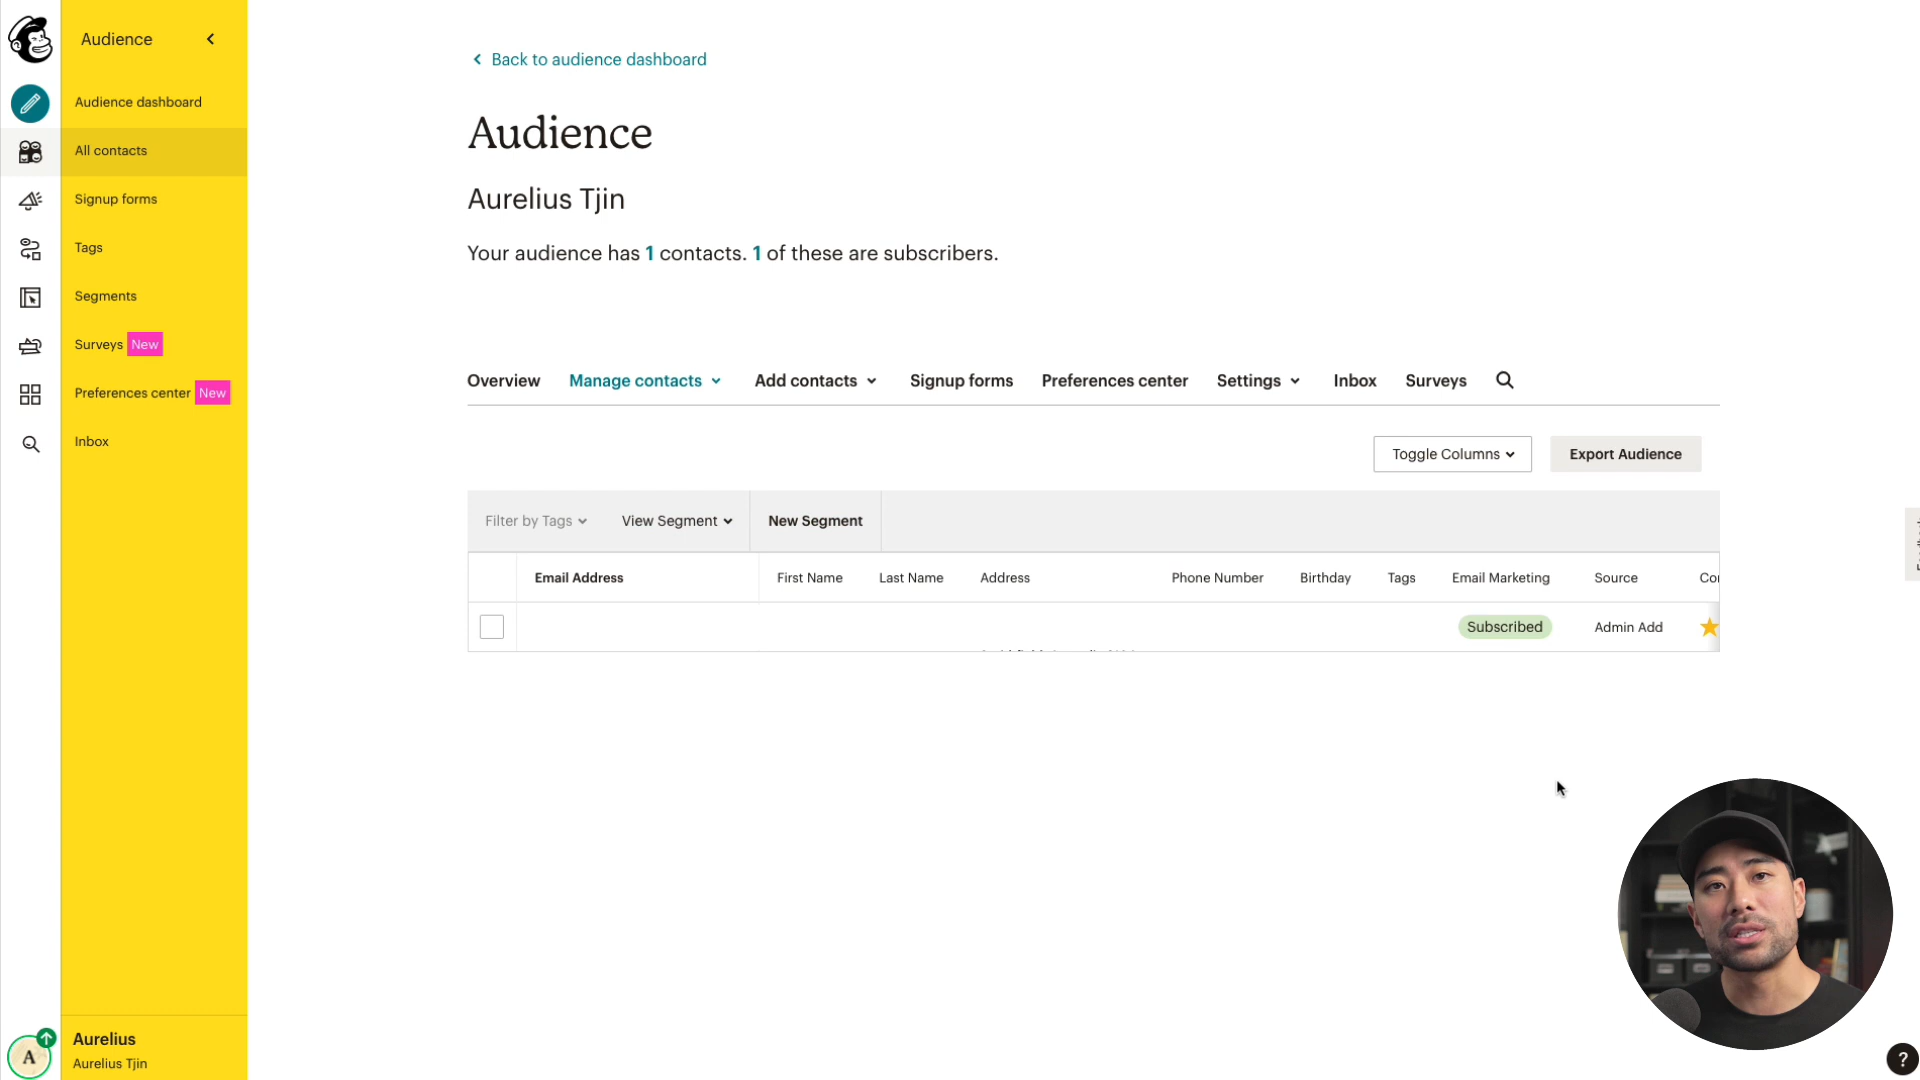 Audience
Audience dashboard
All contacts
Signup forms
Tags
Segments
Surveys New
Preferences center New
Inbox
A
Aurelius
Aurelius Tjin
Back to audience dashboard
Audience
Aurelius Tjin
Your audience has 1 contacts. 1 of these are subscribers.
Overview Manage contacts Add contacts Signup forms Preferences center Settings Inbox Surveys
Toggle Columns Export Audience
Filter by Tags View Segment New Segment
Email Address First Name Last Name Address Phone Number Birthday Tags Email Marketing Source
Subscribed Admin Add
?